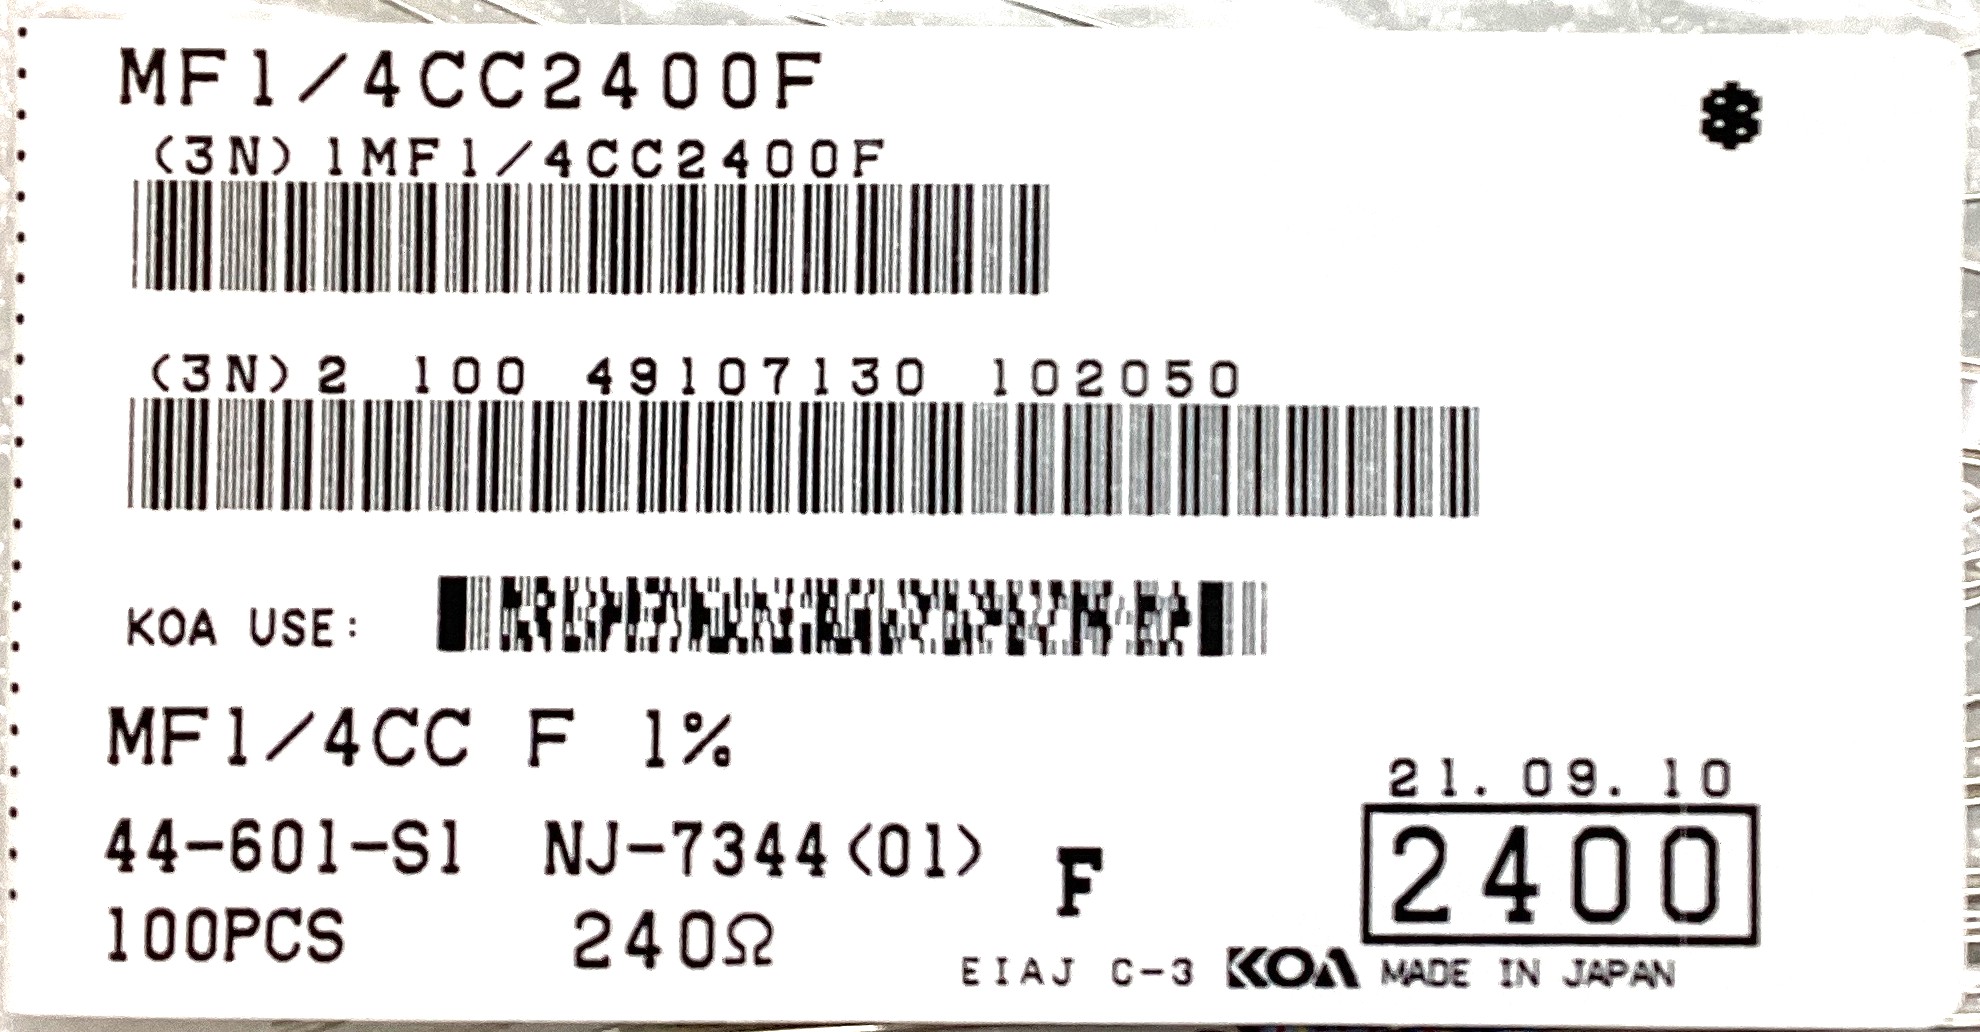 MF1/4CC2400F
(3N)1MF1/4CC2400F
(3N)2 100 49107130 102050
KOA USE:
MF1/4CC F 1%
21.09.10
44-601-S1 NJ-7344(01) F 2400
100PCS 240Ω
EIAJ C-3 KOA MADE IN JAPAN